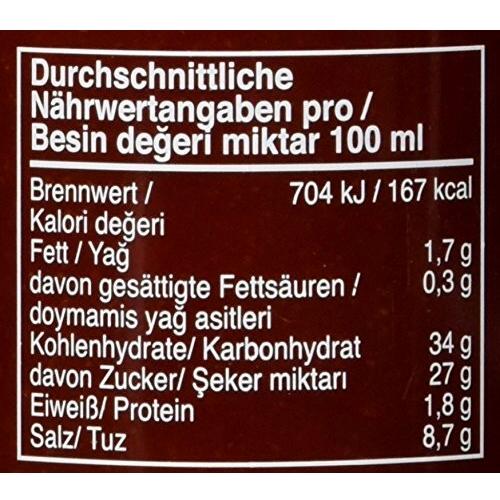 Durchschnittliche
Nährwertangaben pro /
Besin değeri miktar 100 ml
Brennwert / 704 kJ / 167 kcal
Kalori değeri
Fett / Yağ 1,7 g
davon gesättigte Fettsäuren / 0,3 g
doymamis yağ asitleri
Kohlenhydrate/ Karbonhydrat 34 g
davon Zucker/ Şeker miktarı 27 g
Eiweiß/ Protein 1,8 g
Salz/ Tuz 8,7 g